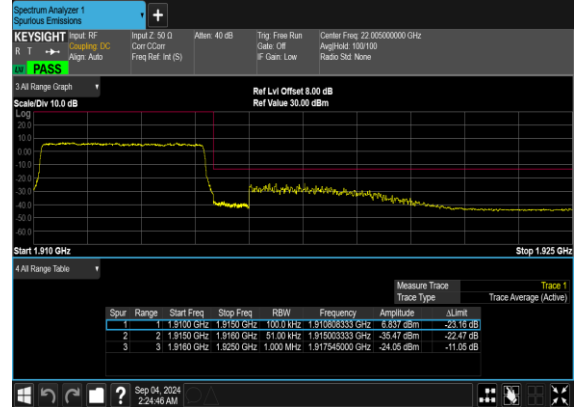 Spectrum Analyzer 1
Spurious Emissions
+
KEYSIGHT Input: RF Input Z: 50 Ω Atten: 40 dB Trig: Free Run Center Freq: 22.005000000 GHz
R T Coupling: DC Corr CCorr Gate: Off Avg|Hold: 100/100
Align: Auto Freq Ref: Int (S) IF Gain: Low Radio Std: None
LW PASS
3 All Range Graph Ref Lvl Offset 8.00 dB
Scale/Div 10.0 dB Ref Value 30.00 dBm
Log
20.0
10.0
0.00
-10.0
-20.0
-30.0
-40.0
-50.0
-60.0
Start 1.910 GHz Stop 1.925 GHz
4 All Range Table
Measure Trace Trace 1
Trace Type Trace Average (Active)
Spur Range Start Freq Stop Freq RBW Frequency Amplitude ΔLimit
1 1 1.9100 GHz 1.9150 GHz 100.0 kHz 1.910808333 GHz 6.837 dBm -23.16 dB
2 2 1.9150 GHz 1.9160 GHz 51.00 kHz 1.915003333 GHz -35.47 dBm -22.47 dB
3 3 1.9160 GHz 1.9250 GHz 1.000 MHz 1.917545000 GHz -24.05 dBm -11.05 dB
? Sep 04, 2024
2:24:46 AM